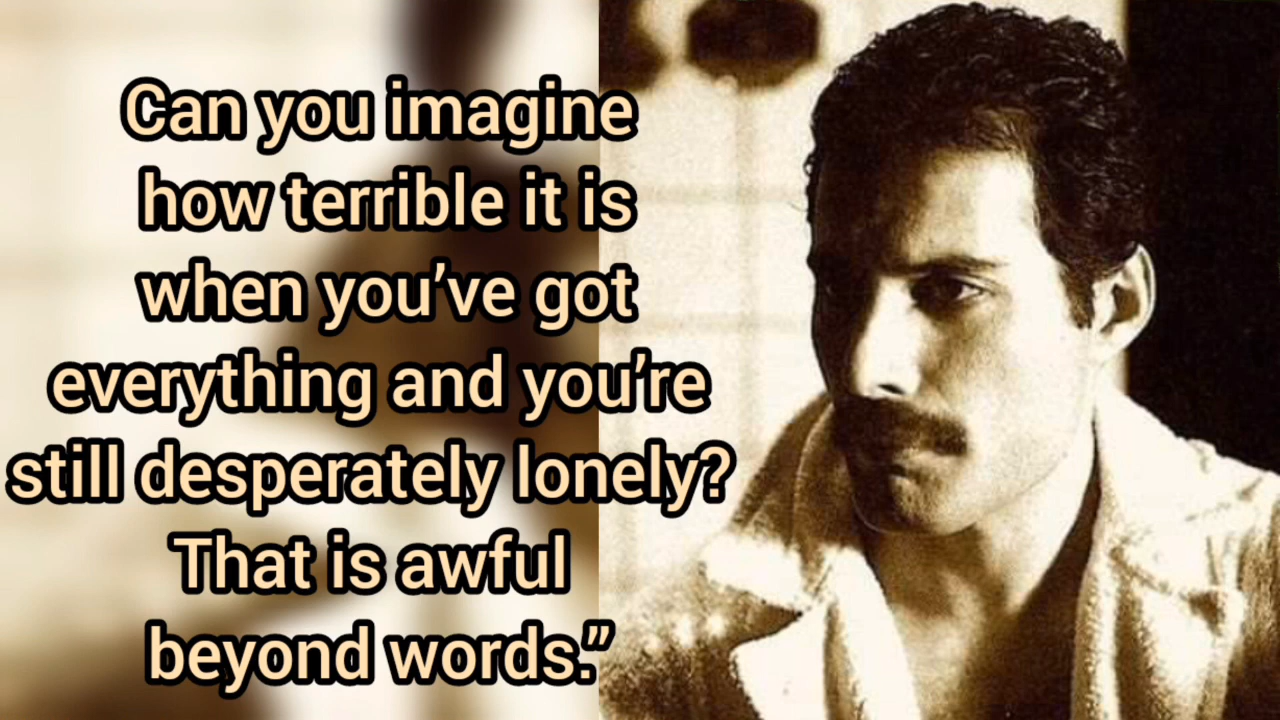 Can you imagine
how terrible it is
when you’ve got
everything and you’re
still desperately lonely?
That is awful
beyond words.”